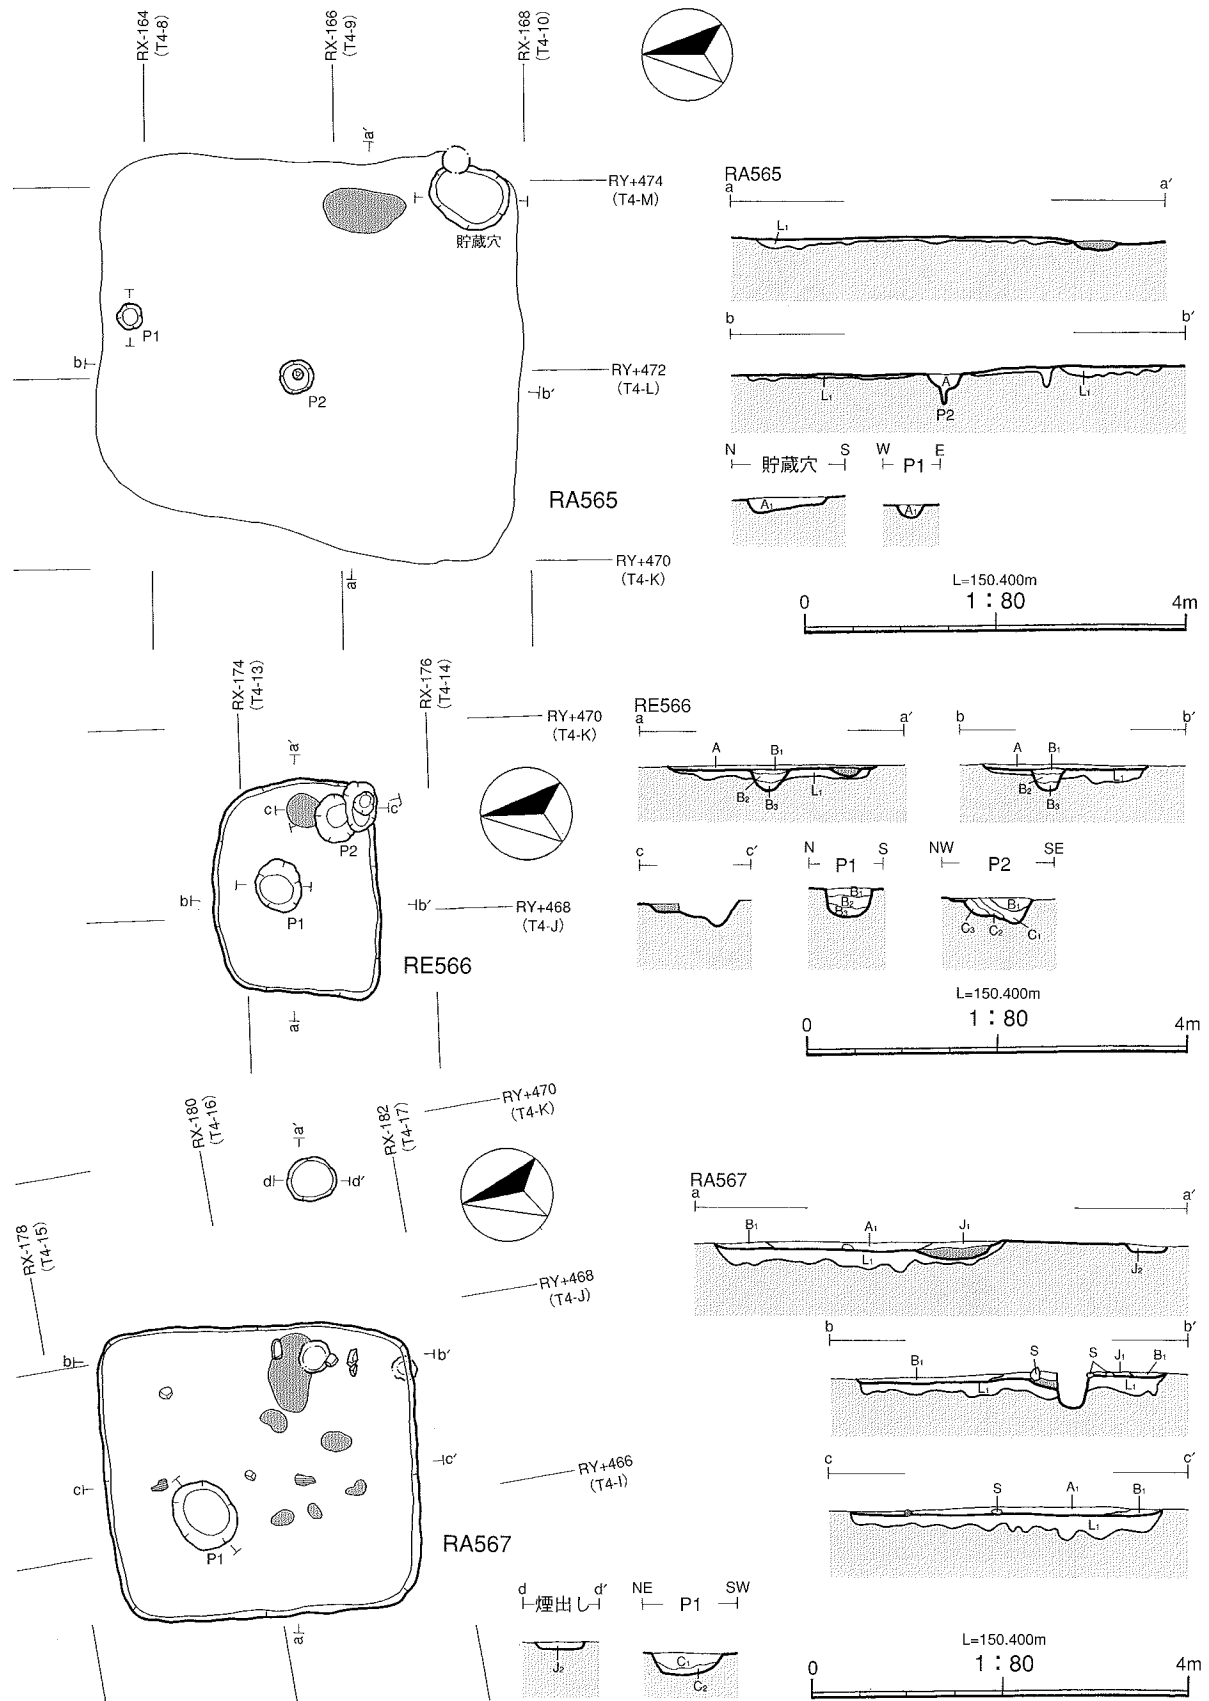 RX-164
(T4-8)
RX-166
(T4-9)
RX-168
(T4-10)
a'
RY+474
(T4-M)
貯蔵穴
P1
b
RY+472
(T4-L)
b'
P2
RA565
RY+470
(T4-K)
a
RA565
a a'
L1
b b'
L1 A P2 L1
N 貯蔵穴 S
A1
W P1 E
A1
L=150.400m
0 1:80 4m
RX-174
(T4-13)
RX-176
(T4-14)
RY+470
(T4-K)
a'
c c'
P2
b b'
P1
RY+468
(T4-J)
RE566
a
RE566
a a'
A B1
B2 B3 L1
b b'
A B1
B2 B3 L1
c c'
N P1 S
B1
B2
B3
NW P2 SE
B1
C3 C2 C1
L=150.400m
0 1:80 4m
RX-180
(T4-16)
RX-182
(T4-17)
RY+470
(T4-K)
a'
d d'
RX-178
(T4-15)
RY+468
(T4-J)
b b'
c c'
RY+466
(T4-I)
P1
RA567
a
RA567
a a'
B1 A1 J1
L1 J2
b b'
B1 S S J1 B1
L1 L1
c c'
S A1 B1
L1
d 煙出し d'
J2
NE P1 SW
C1
C2
L=150.400m
0 1:80 4m